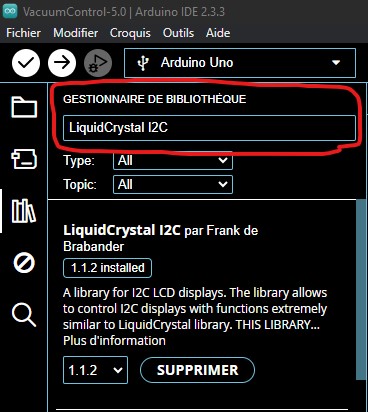 VacuumControl-5.0 | Arduino IDE 2.3.3
Fichier Modifier Croquis Outils Aide
Arduino Uno
GESTIONNAIRE DE BIBLIOTHÈQUE
LiquidCrystal I2C
Type: All
Topic: All
LiquidCrystal I2C par Frank de
Brabander
1.1.2 installed
A library for I2C LCD displays. The library allows
to control I2C displays with functions extremely
similar to LiquidCrystal library. THIS LIBRARY...
Plus d'information
1.1.2 SUPPRIMER